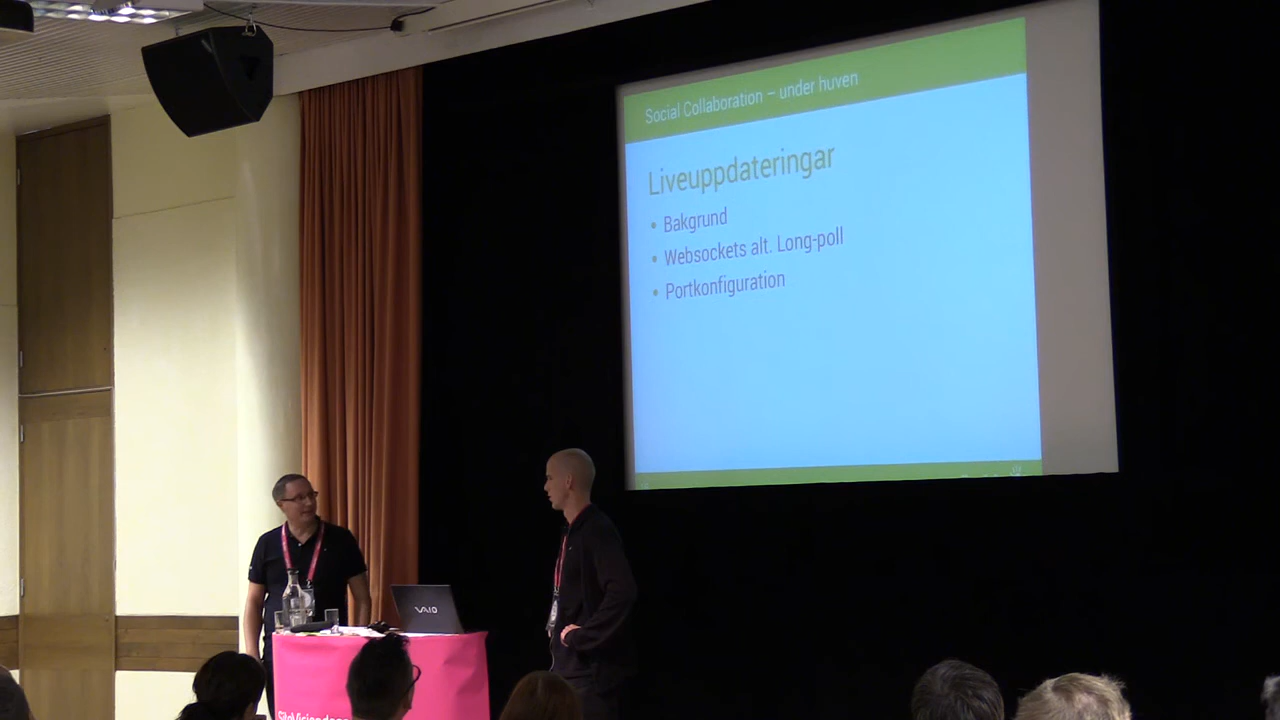 Social Collaboration – under huven
Liveuppdateringar
• Bakgrund
• Websockets alt. Long-poll
• Portkonfiguration
VAIO